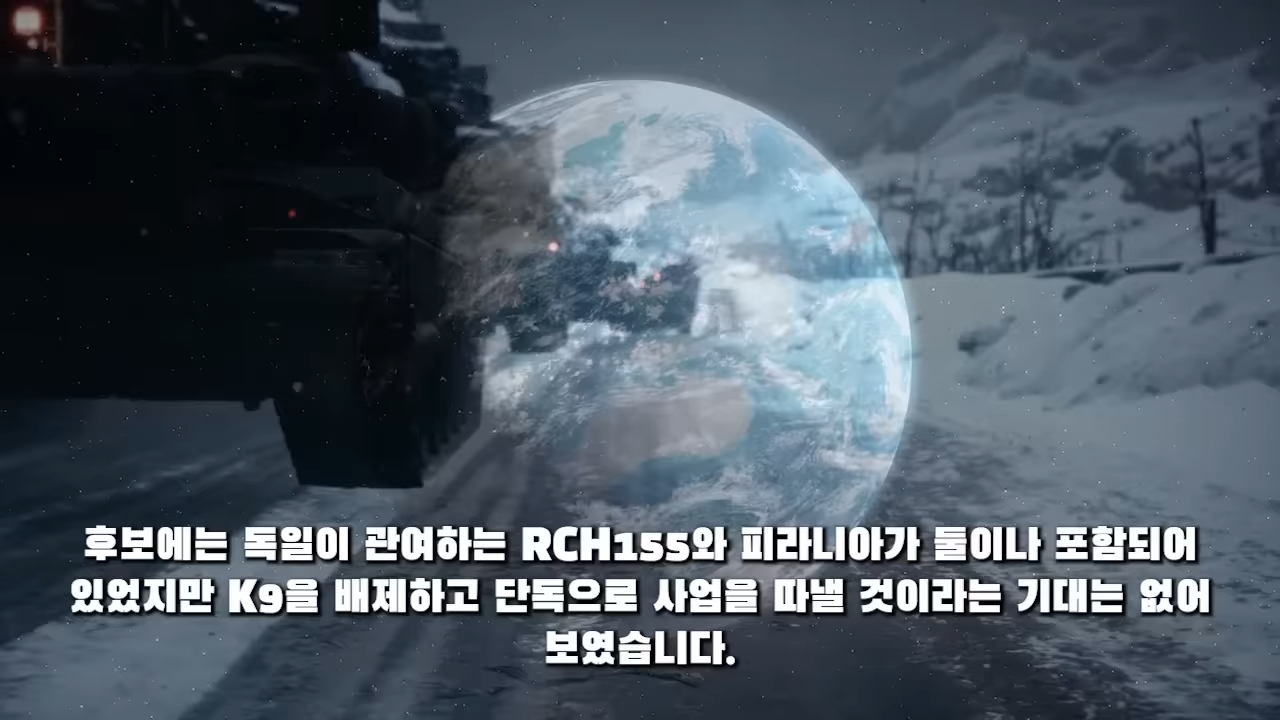 후보에는 독일이 관여하는 RCH155와 피라니아가 둘이나 포함되어
있었지만 K9을 배제하고 단독으로 사업을 따낼 것이라는 기대는 없어
보였습니다.